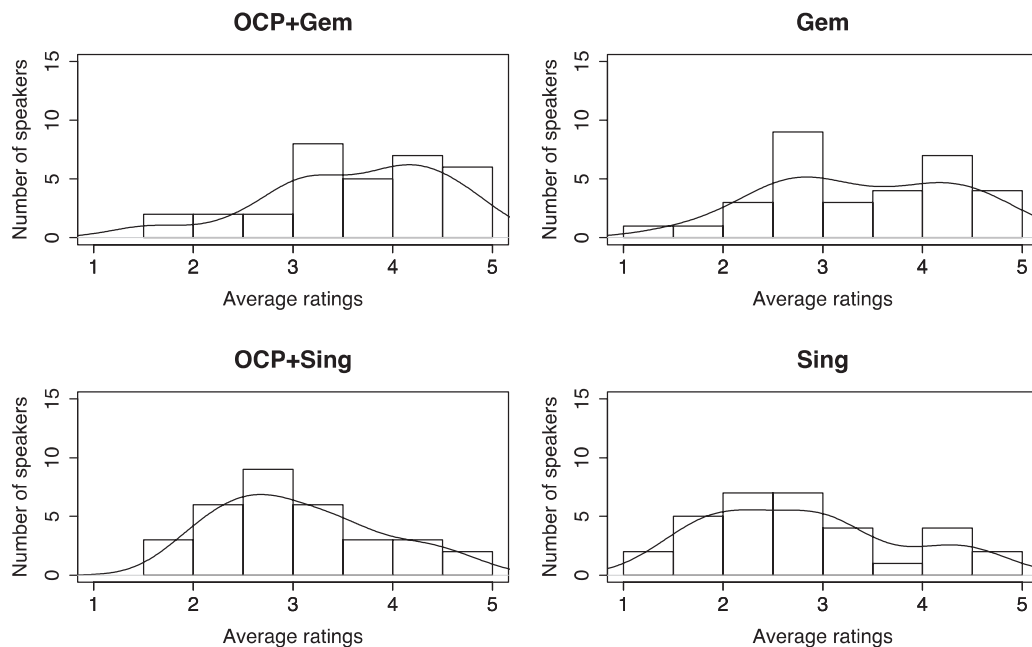 OCP+Gem
Number of speakers
0 5 10 15
1 2 3 4 5
Average ratings
Gem
Number of speakers
0 5 10 15
1 2 3 4 5
Average ratings
OCP+Sing
Number of speakers
0 5 10 15
1 2 3 4 5
Average ratings
Sing
Number of speakers
0 5 10 15
1 2 3 4 5
Average ratings